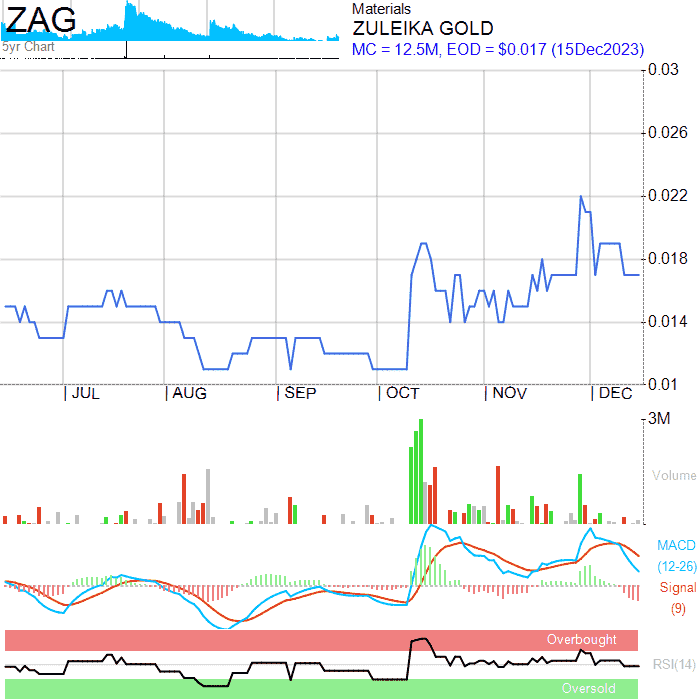 ZAG
5yr Chart
Materials
ZULEIKA GOLD
MC = 12.5M, EOD = $0.017 (15Dec2023)
0.03
0.026
0.022
0.018
0.014
0.01
JUL AUG SEP OCT NOV DEC
3M
Volume
MACD
(12-26)
Signal
(9)
Overbought
RSI(14)
Oversold